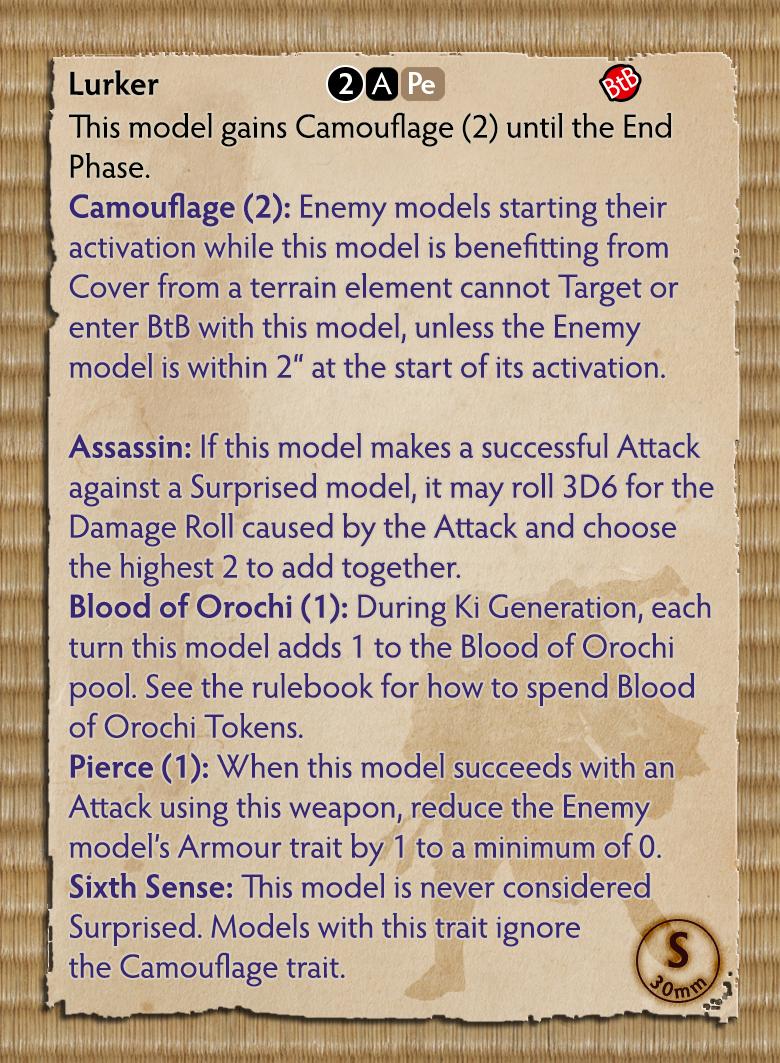 Lurker 2 A Pe BtB
This model gains Camouflage (2) until the End
Phase.
Camouflage (2): Enemy models starting their
activation while this model is benefitting from
Cover from a terrain element cannot Target or
enter BtB with this model, unless the Enemy
model is within 2“ at the start of its activation.
Assassin: If this model makes a successful Attack
against a Surprised model, it may roll 3D6 for the
Damage Roll caused by the Attack and choose
the highest 2 to add together.
Blood of Orochi (1): During Ki Generation, each
turn this model adds 1 to the Blood of Orochi
pool. See the rulebook for how to spend Blood
of Orochi Tokens.
Pierce (1): When this model succeeds with an
Attack using this weapon, reduce the Enemy
model’s Armour trait by 1 to a minimum of 0.
Sixth Sense: This model is never considered
Surprised. Models with this trait ignore
the Camouflage trait.
S
30mm